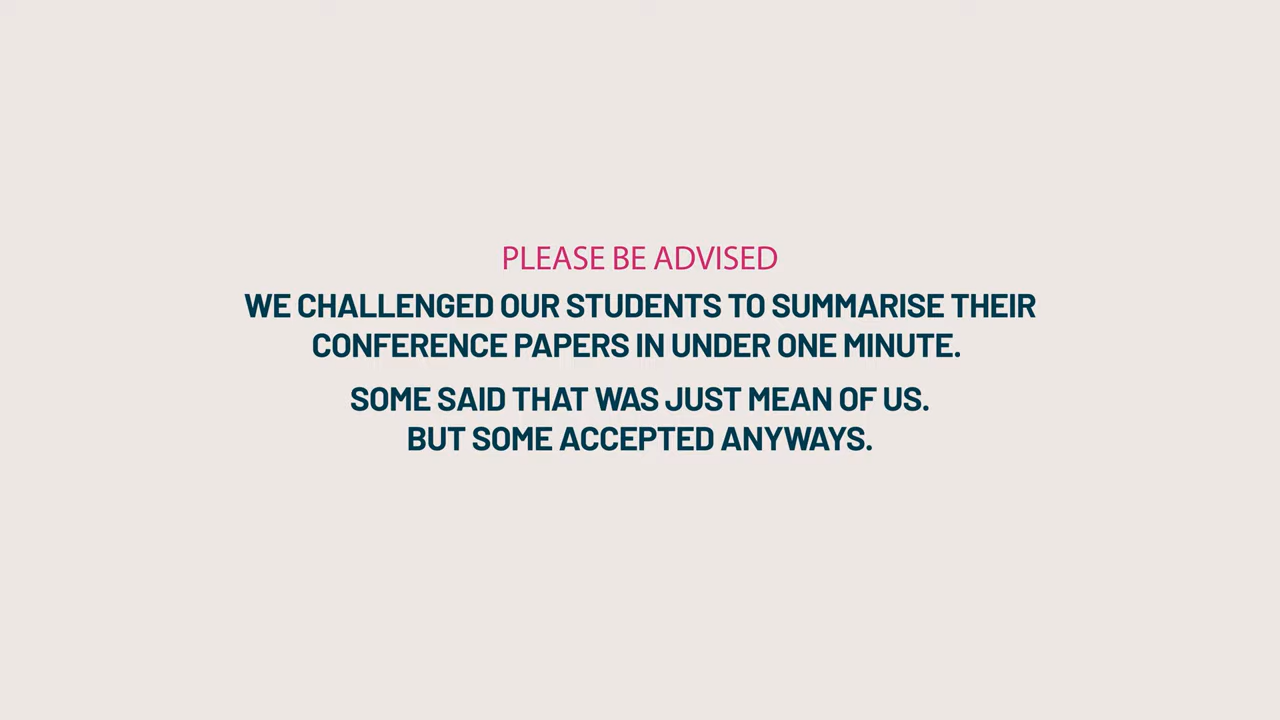 PLEASE BE ADVISED
WE CHALLENGED OUR STUDENTS TO SUMMARISE THEIR
CONFERENCE PAPERS IN UNDER ONE MINUTE.
SOME SAID THAT WAS JUST MEAN OF US.
BUT SOME ACCEPTED ANYWAYS.